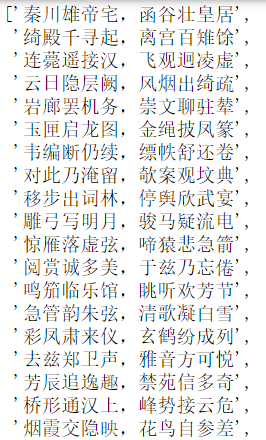 ['秦川雄帝宅，函谷壮皇居',
'绮殿千寻起，离宫百雉馀',
'连薨遥接汉，飞观迥凌虚',
'云日隐层阙，风烟出绮疏',
'岩廊罢机务，崇文聊驻辇',
'玉匣启龙图，金绳披凤篆',
'韦编断仍续，缥帙舒还卷',
'对此乃淹留，欹案观坟典',
'移步出词林，停舆欣武宴',
'雕弓写明月，骏马疑流电',
'惊雁落虚弦，啼猿悲急箭',
'阅赏诚多美，于兹乃忘倦',
'鸣笳临乐馆，眺听欢芳节',
'急管韵朱弦，清歌凝白雪',
'彩凤肃来仪，玄鹤纷成列',
'去兹郑卫声，雅音方可悦',
'芳辰追逸趣，禁苑信多奇',
'桥形通汉上，峰势接云危',
'烟霞交隐映，花鸟自参差',